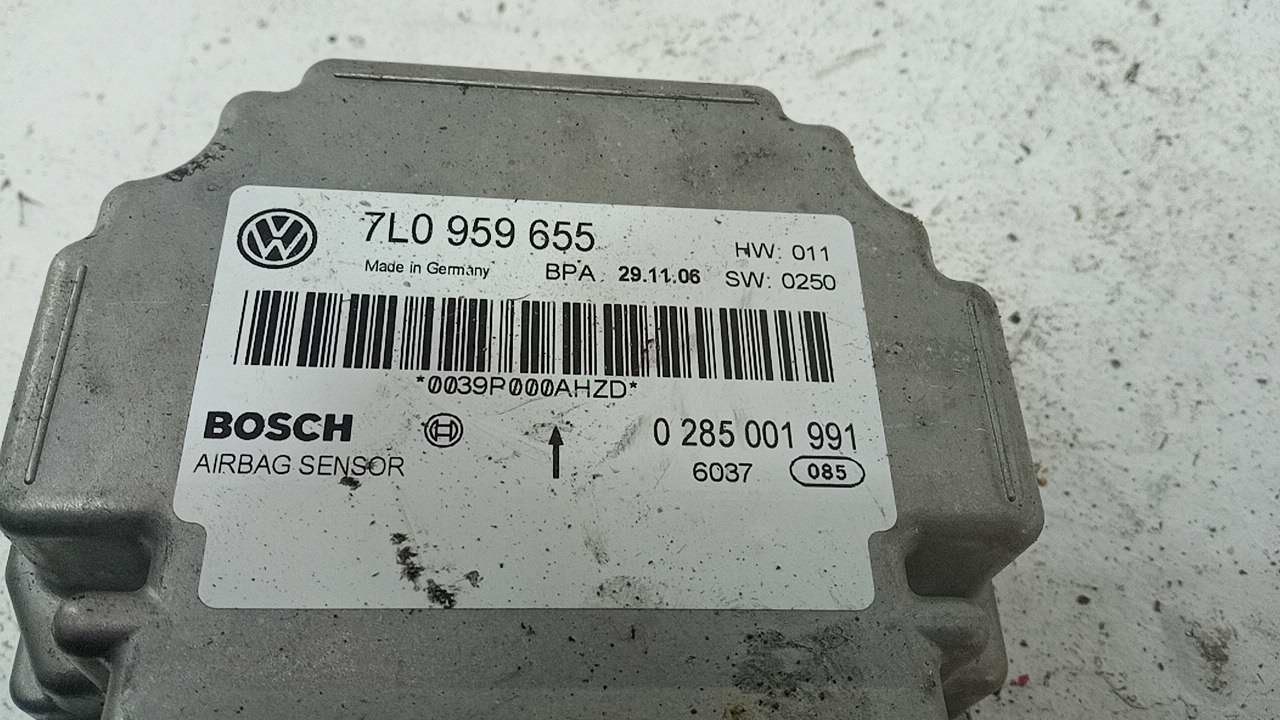 7L0 959 655
HW: 011
Made in Germany BPA 29.11.06 SW: 0250
*0039P000AHZD*
BOSCH 0 285 001 991
AIRBAG SENSOR 6037 085